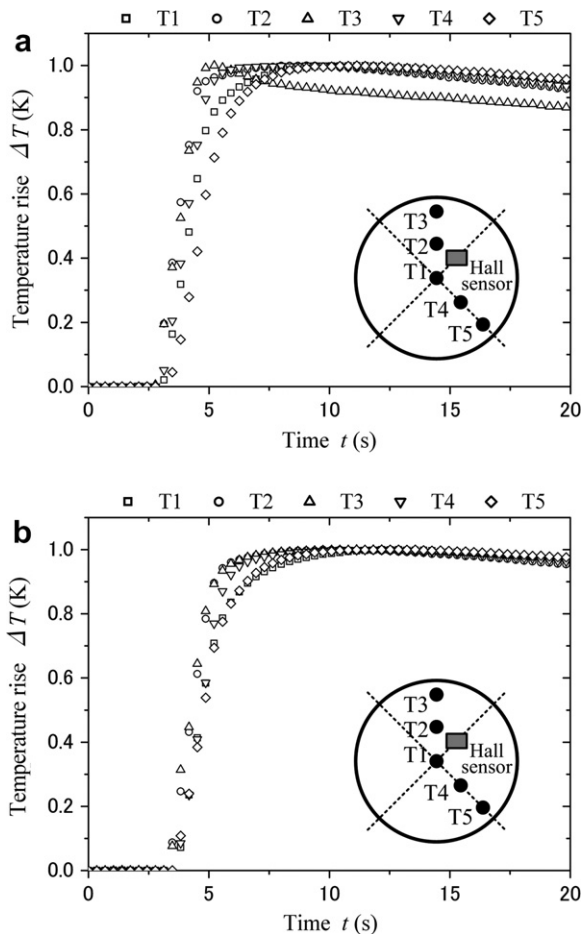 T1 T2 T3 T4 T5
a
Temperature rise ΔT (K)
1.0
0.8
0.6
0.4
0.2
0.0
T3
T2
T1
Hall
sensor
T4
T5
0 5 10 15 20
Time t (s)
T1 T2 T3 T4 T5
b
Temperature rise ΔT (K)
1.0
0.8
0.6
0.4
0.2
0.0
T3
T2
T1
Hall
sensor
T4
T5
0 5 10 15 20
Time t (s)